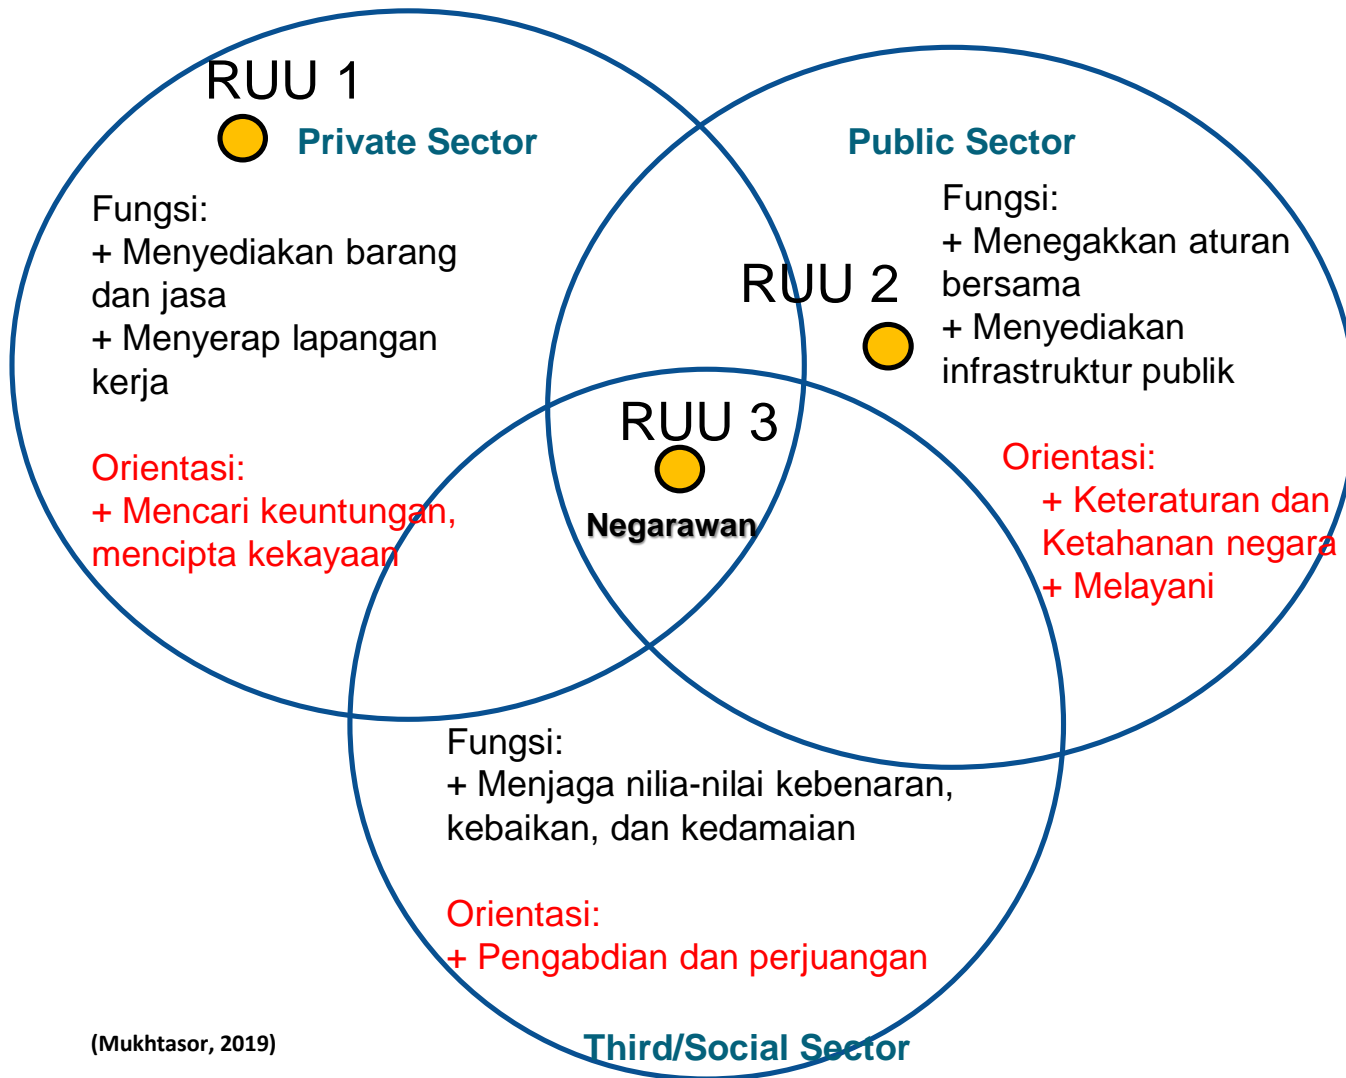 RUU 1
Private Sector
Fungsi:
+ Menyediakan barang
dan jasa
+ Menyerap lapangan
kerja
Orientasi:
+ Mencari keuntungan,
mencipta kekayaan
Public Sector
Fungsi:
+ Menegakkan aturan
bersama
+ Menyediakan
infrastruktur publik
RUU 2
Orientasi:
+ Keteraturan dan
Ketahanan negara
+ Melayani
RUU 3
Negarawan
Fungsi:
+ Menjaga nilia-nilai kebenaran,
kebaikan, dan kedamaian
Orientasi:
+ Pengabdian dan perjuangan
Third/Social Sector
(Mukhtasor, 2019)